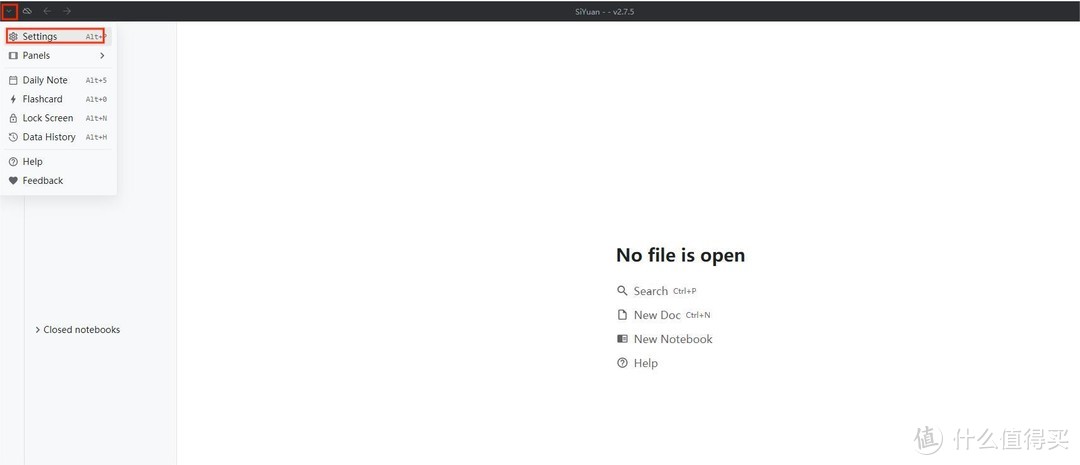 SiYuan - - v2.7.5
Settings Alt+P
Panels
Daily Note Alt+5
Flashcard Alt+0
Lock Screen Alt+N
Data History Alt+H
Help
Feedback
Closed notebooks
No file is open
Search Ctrl+P
New Doc Ctrl+N
New Notebook
Help
值 什么值得买